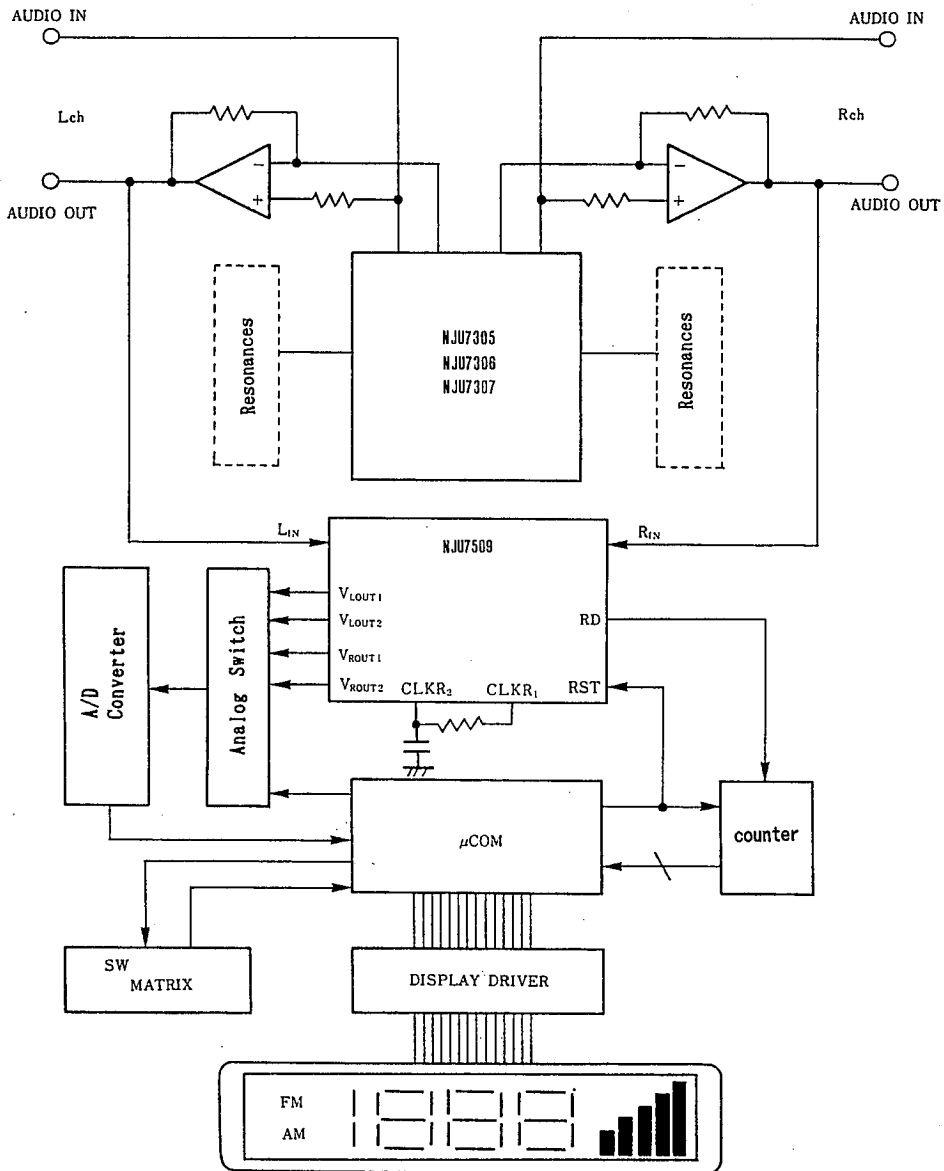 AUDIO IN
AUDIO IN
Lch
Rch
−
+
−
+
AUDIO OUT
AUDIO OUT
Resonances
NJU7305
NJU7306
NJU7307
Resonances
LIN
RIN
NJU7509
A/D
Converter
Analog Switch
VLOUT1
VLOUT2
VROUT1
VROUT2
RD
CLKR2
CLKR1
RST
μCOM
counter
SW
MATRIX
DISPLAY DRIVER
FM
AM
1888